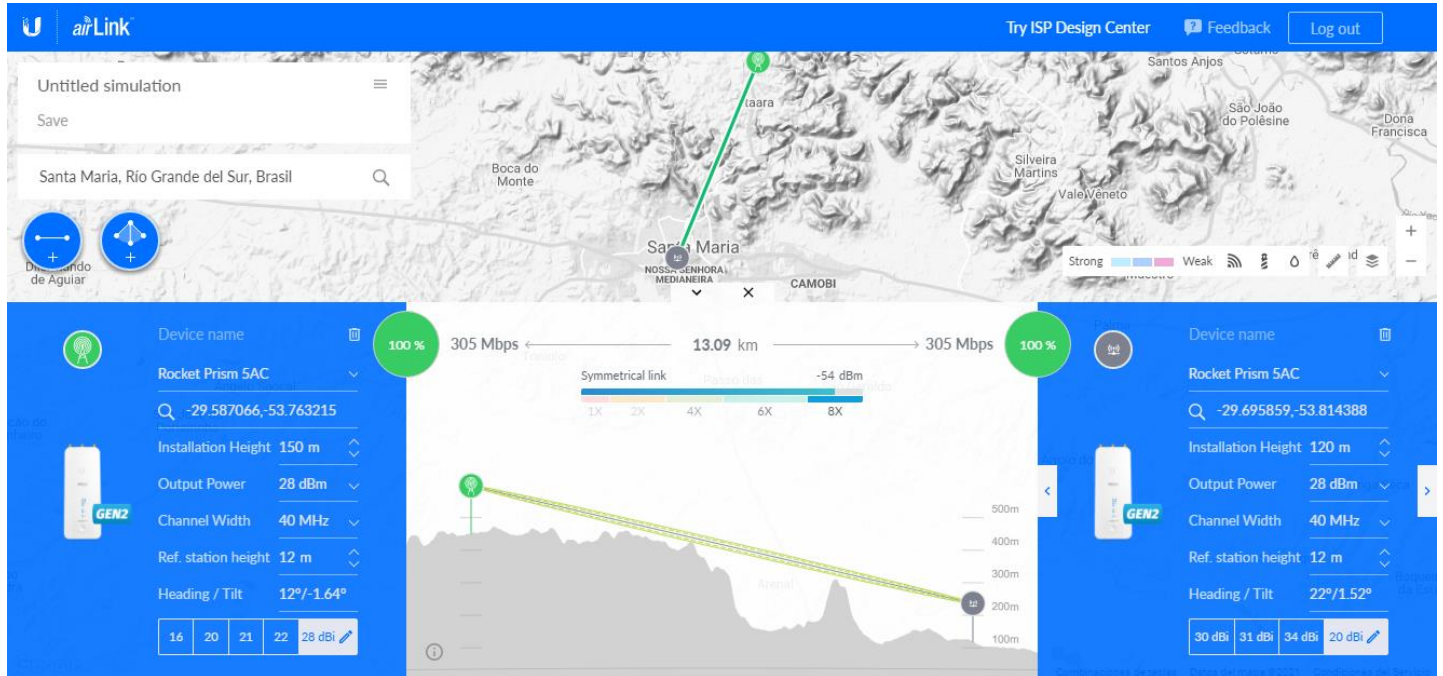 airLink
Try ISP Design Center
Feedback
Log out
Untitled simulation
Save
Santa Maria, Río Grande del Sur, Brasil
Santos Anjos
São João
do Polêsine
Dona
Francisca
Boca do
Monte
Silveira
Martins
Vale Vêneto
Santa Maria
NOSSA SENHORA
MEDIANEIRA
CAMOBI
de Aguiar
Strong
Weak
+
−
Device name
Rocket Prism 5AC
-29.587066,-53.763215
Installation Height 150 m
Output Power 28 dBm
Channel Width 40 MHz
Ref. station height 12 m
Heading / Tilt 12º/-1.64º
16 20 21 22 28 dBi
GEN2
100 %
305 Mbps
13.09 km
305 Mbps
100 %
Symmetrical link -54 dBm
1X 2X 4X 6X 8X
Arenal
500m
400m
300m
200m
100m
Device name
Rocket Prism 5AC
-29.695859,-53.814388
Installation Height 120 m
Output Power 28 dBm
Channel Width 40 MHz
Ref. station height 12 m
Heading / Tilt 22º/1.52º
30 dBi 31 dBi 34 dBi 20 dBi
GEN2